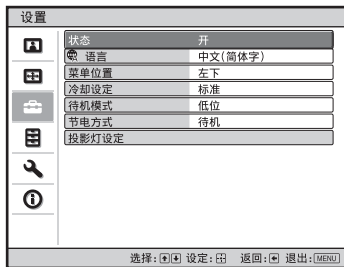 设置
状态 开
语言 中文(简体字)
菜单位置 左下
冷却设定 标准
待机模式 低位
节电方式 待机
投影灯设定
选择: 设定: 返回: 退出: MENU